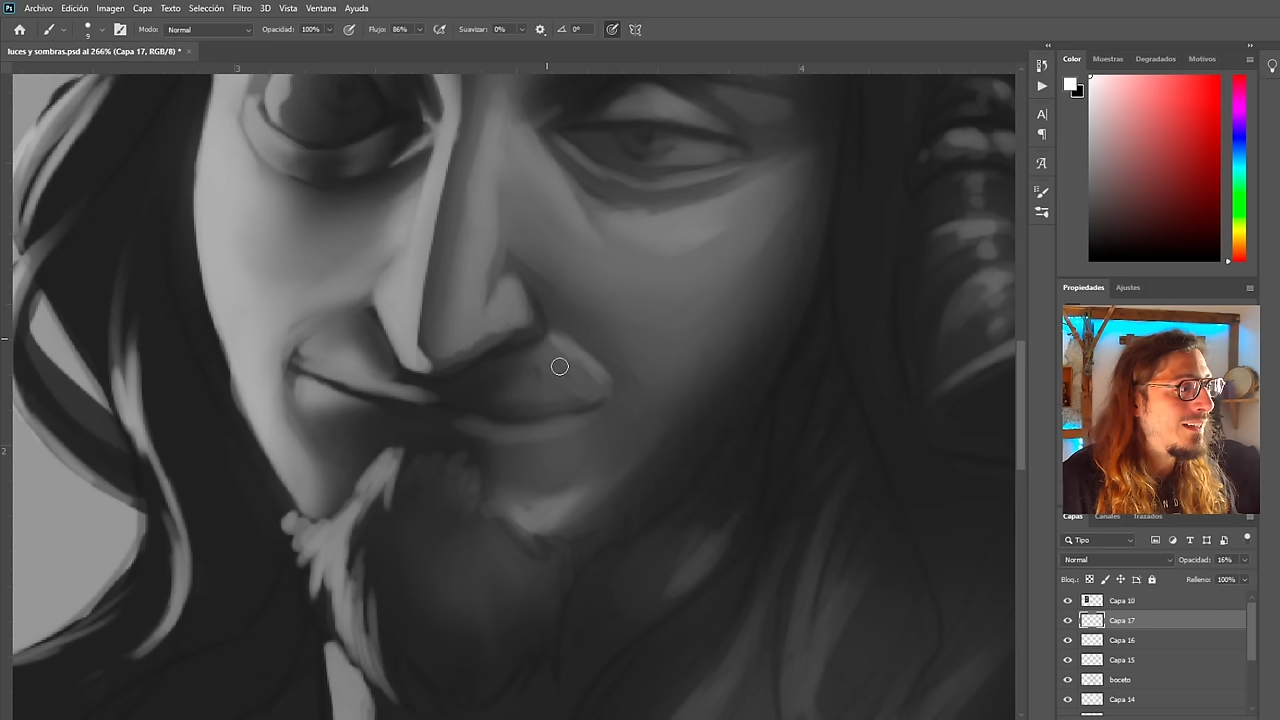 Ps Archivo Edición Imagen Capa Texto Selección Filtro 3D Vista Ventana Ayuda
9 Modo: Normal Opacidad: 100% Flujo: 86% Suavizar: 0% 0°
luces y sombras.psd al 266% (Capa 17, RGB/8) * ×
3 4
2
Color Muestras Degradados Motivos
Propiedades Ajustes
Capas Canales Trazados
Tipo
Normal Opacidad: 16%
Bloq.: Relleno: 100%
Capa 10
Capa 17
Capa 16
Capa 15
boceto
Capa 14